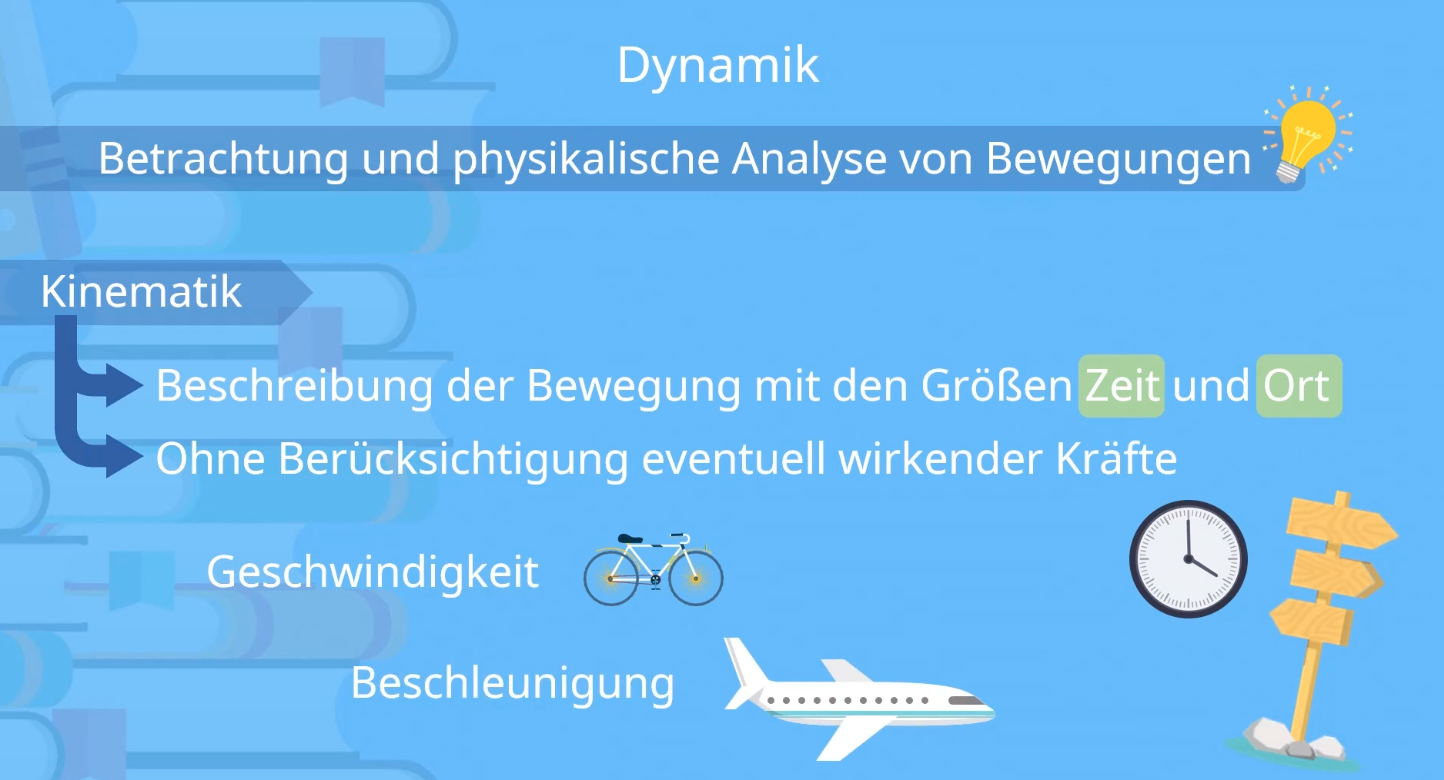 Dynamik
Betrachtung und physikalische Analyse von Bewegungen
Kinematik
Beschreibung der Bewegung mit den Größen Zeit und Ort
Ohne Berücksichtigung eventuell wirkender Kräfte
Geschwindigkeit
Beschleunigung